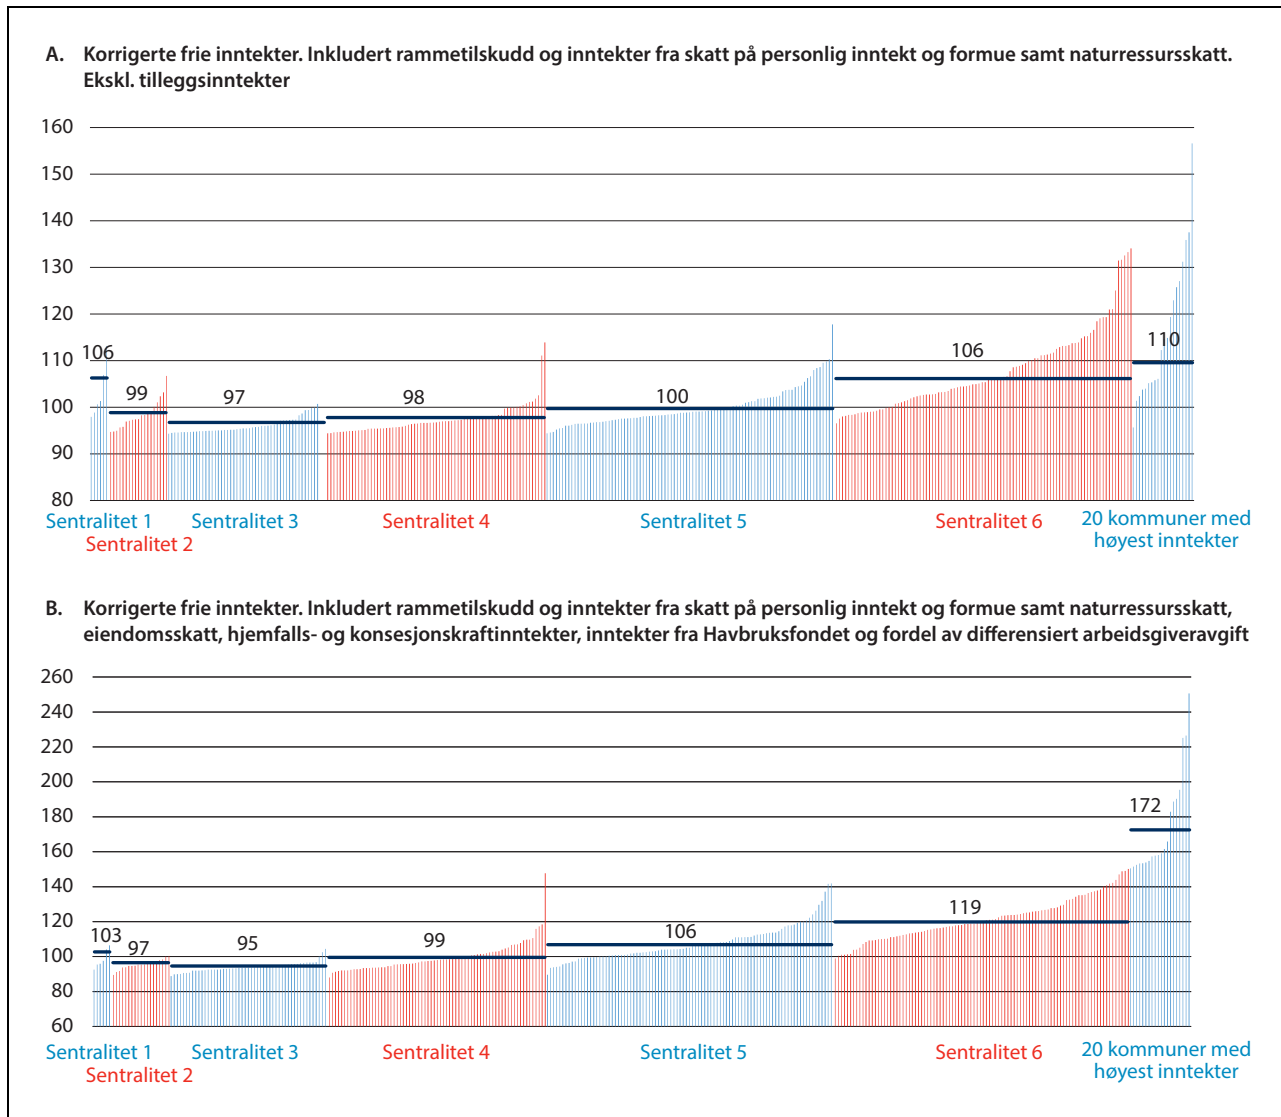 A. Korrigerte frie inntekter. Inkludert rammetilskudd og inntekter fra skatt på personlig inntekt og formue samt naturressursskatt.
Ekskl. tilleggsinntekter
160
150
140
130
120
110
100
90
80
106
99
97
98
100
106
110
Sentralitet 1
Sentralitet 2
Sentralitet 3
Sentralitet 4
Sentralitet 5
Sentralitet 6
20 kommuner med
høyest inntekter
B. Korrigerte frie inntekter. Inkludert rammetilskudd og inntekter fra skatt på personlig inntekt og formue samt naturressursskatt,
eiendomsskatt, hjemfalls- og konsesjonskraftinntekter, inntekter fra Havbruksfondet og fordel av differensiert arbeidsgiveravgift
260
240
220
200
180
160
140
120
100
80
60
103
97
95
99
106
119
172
Sentralitet 1
Sentralitet 2
Sentralitet 3
Sentralitet 4
Sentralitet 5
Sentralitet 6
20 kommuner med
høyest inntekter